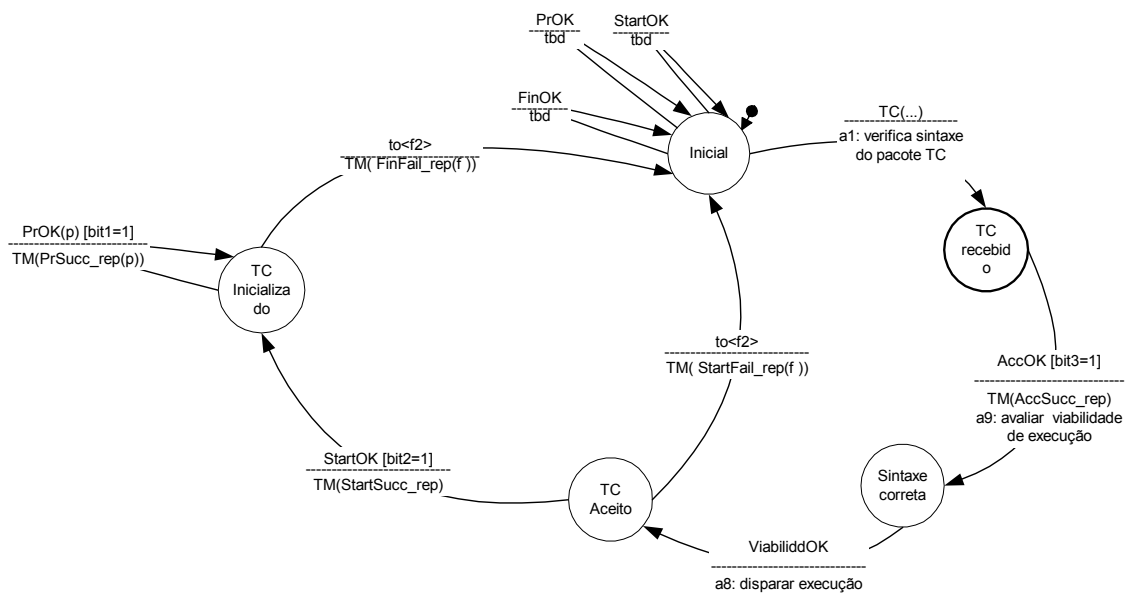 PrOK
tbd
StartOK
tbd
FinOK
tbd
Inicial
TC(...)
a1: verifica sintaxe
do pacote TC
to<f2>
TM( FinFail_rep(f ))
PrOK(p) [bit1=1]
TM(PrSucc_rep(p))
TC
Inicializa
do
TC
recebid
o
to<f2>
TM( StartFail_rep(f ))
AccOK [bit3=1]
TM(AccSucc_rep)
a9: avaliar viabilidade
de execução
StartOK [bit2=1]
TM(StartSucc_rep)
TC
Aceito
Sintaxe
correta
ViabiliddOK
a8: disparar execução